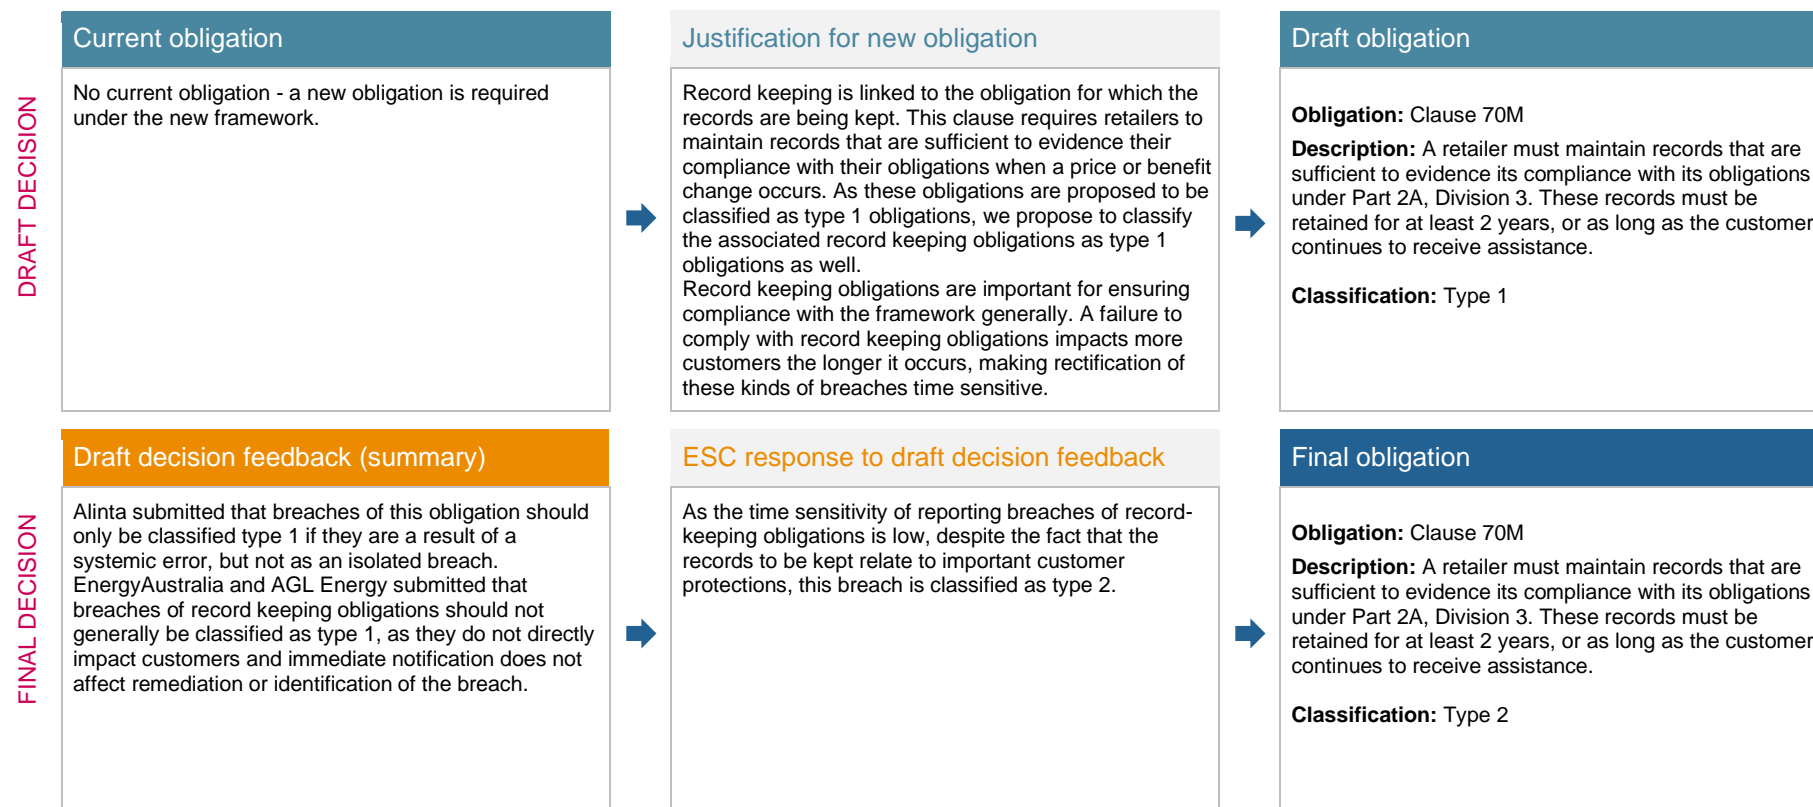 DRAFT DECISION
Current obligation
No current obligation - a new obligation is required
under the new framework.
Justification for new obligation
Record keeping is linked to the obligation for which the
records are being kept. This clause requires retailers to
maintain records that are sufficient to evidence their
compliance with their obligations when a price or benefit
change occurs. As these obligations are proposed to be
classified as type 1 obligations, we propose to classify
the associated record keeping obligations as type 1
obligations as well.
Record keeping obligations are important for ensuring
compliance with the framework generally. A failure to
comply with record keeping obligations impacts more
customers the longer it occurs, making rectification of
these kinds of breaches time sensitive.
Draft obligation
Obligation: Clause 70M
Description: A retailer must maintain records that are
sufficient to evidence its compliance with its obligations
under Part 2A, Division 3. These records must be
retained for at least 2 years, or as long as the customer
continues to receive assistance.
Classification: Type 1
FINAL DECISION
Draft decision feedback (summary)
Alinta submitted that breaches of this obligation should
only be classified type 1 if they are a result of a
systemic error, but not as an isolated breach.
EnergyAustralia and AGL Energy submitted that
breaches of record keeping obligations should not
generally be classified as type 1, as they do not directly
impact customers and immediate notification does not
affect remediation or identification of the breach.
ESC response to draft decision feedback
As the time sensitivity of reporting breaches of record-
keeping obligations is low, despite the fact that the
records to be kept relate to important customer
protections, this breach is classified as type 2.
Final obligation
Obligation: Clause 70M
Description: A retailer must maintain records that are
sufficient to evidence its compliance with its obligations
under Part 2A, Division 3. These records must be
retained for at least 2 years, or as long as the customer
continues to receive assistance.
Classification: Type 2